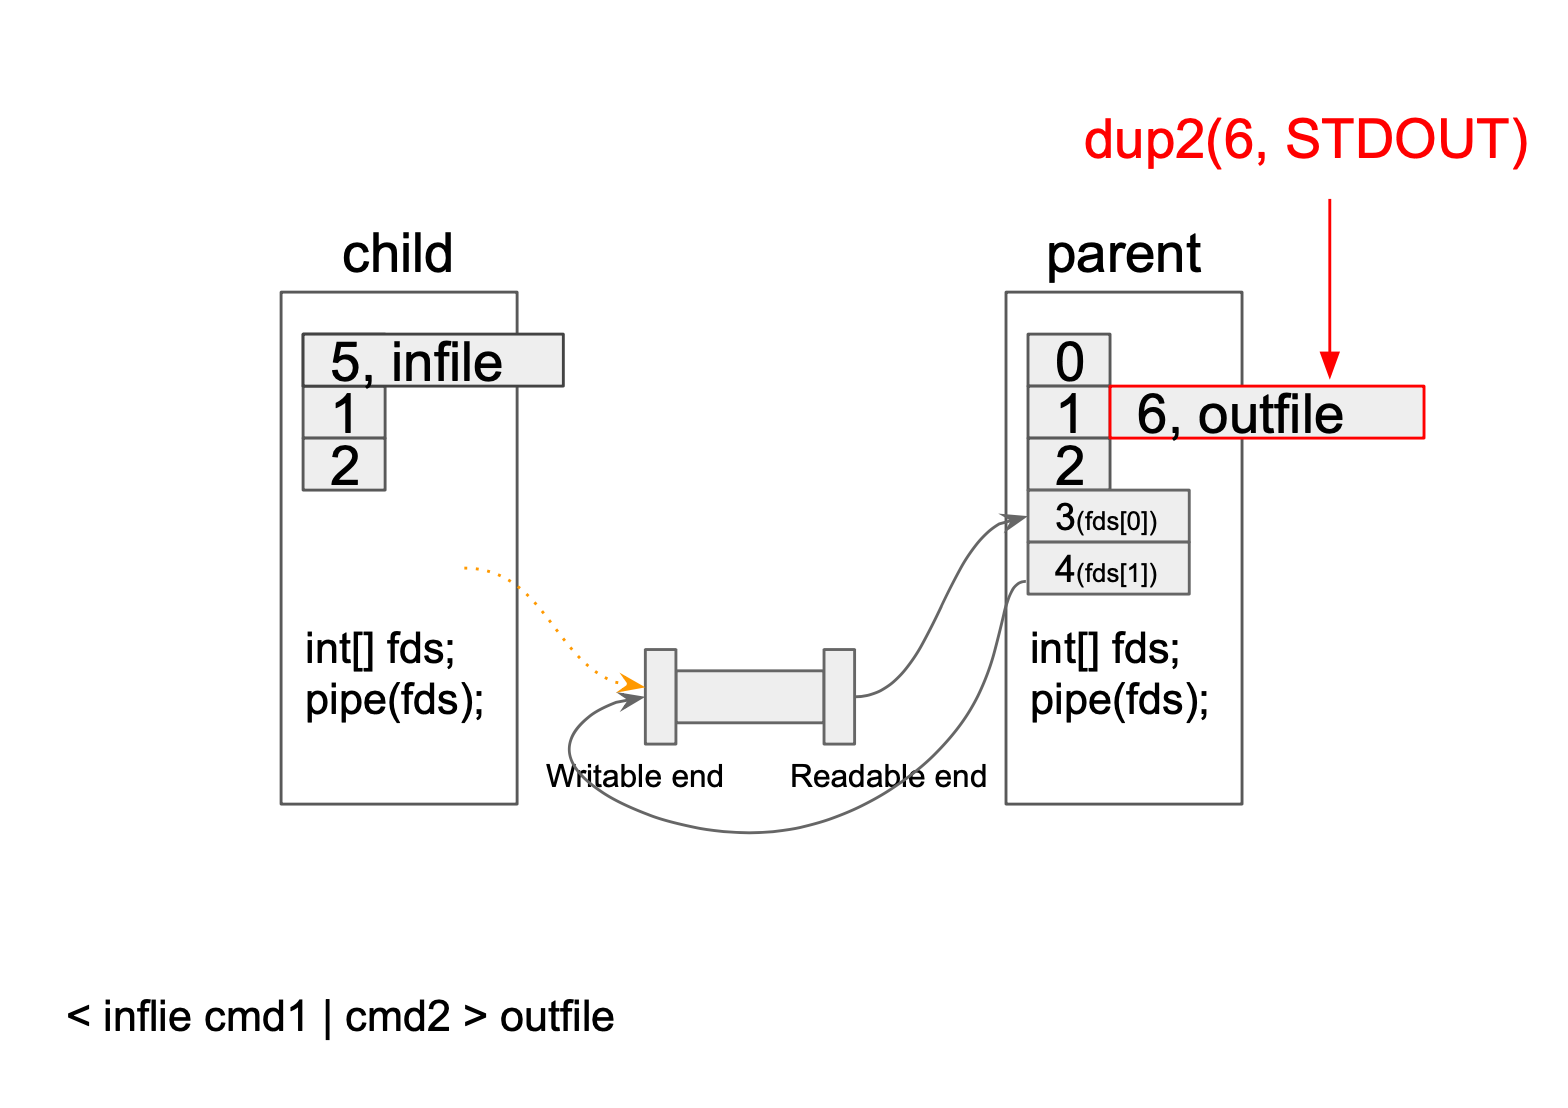 dup2(6, STDOUT)
child
parent
5, infile
1
2
0
1
6, outfile
2
3(fds[0])
4(fds[1])
int[] fds;
pipe(fds);
int[] fds;
pipe(fds);
Writable end
Readable end
< inflie cmd1 | cmd2 > outfile